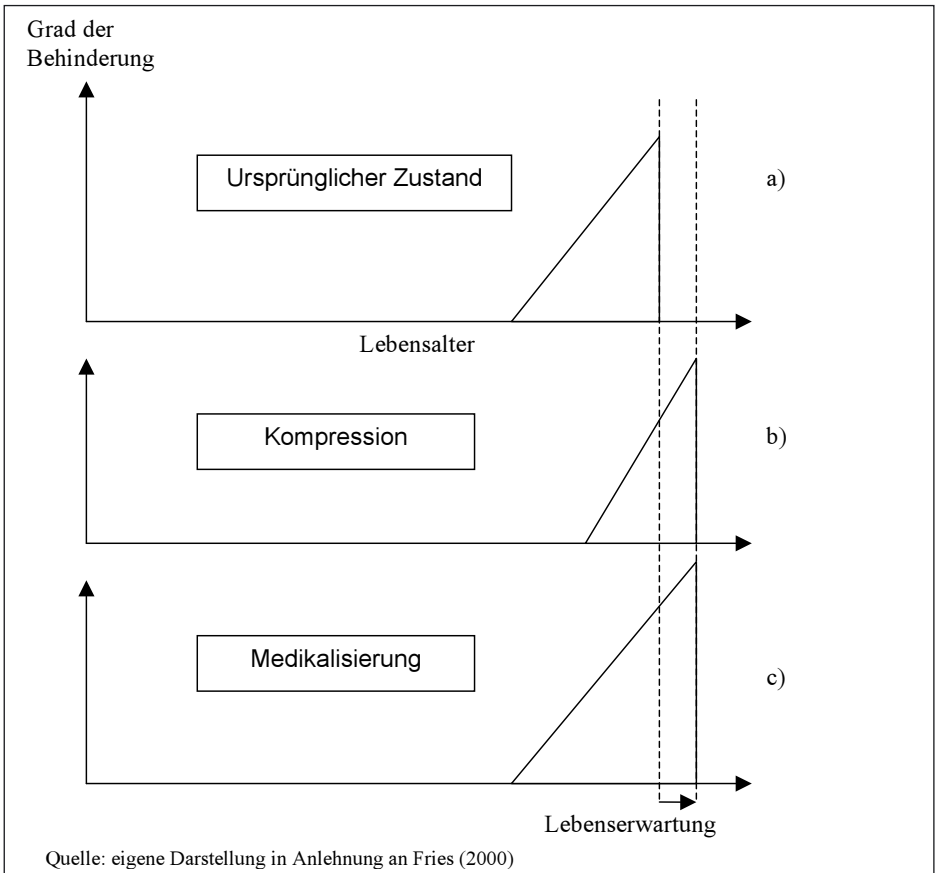 Grad der
Behinderung
Ursprünglicher Zustand
a)
Lebensalter
Kompression
b)
Medikalisierung
c)
Lebenserwartung
Quelle: eigene Darstellung in Anlehnung an Fries (2000)